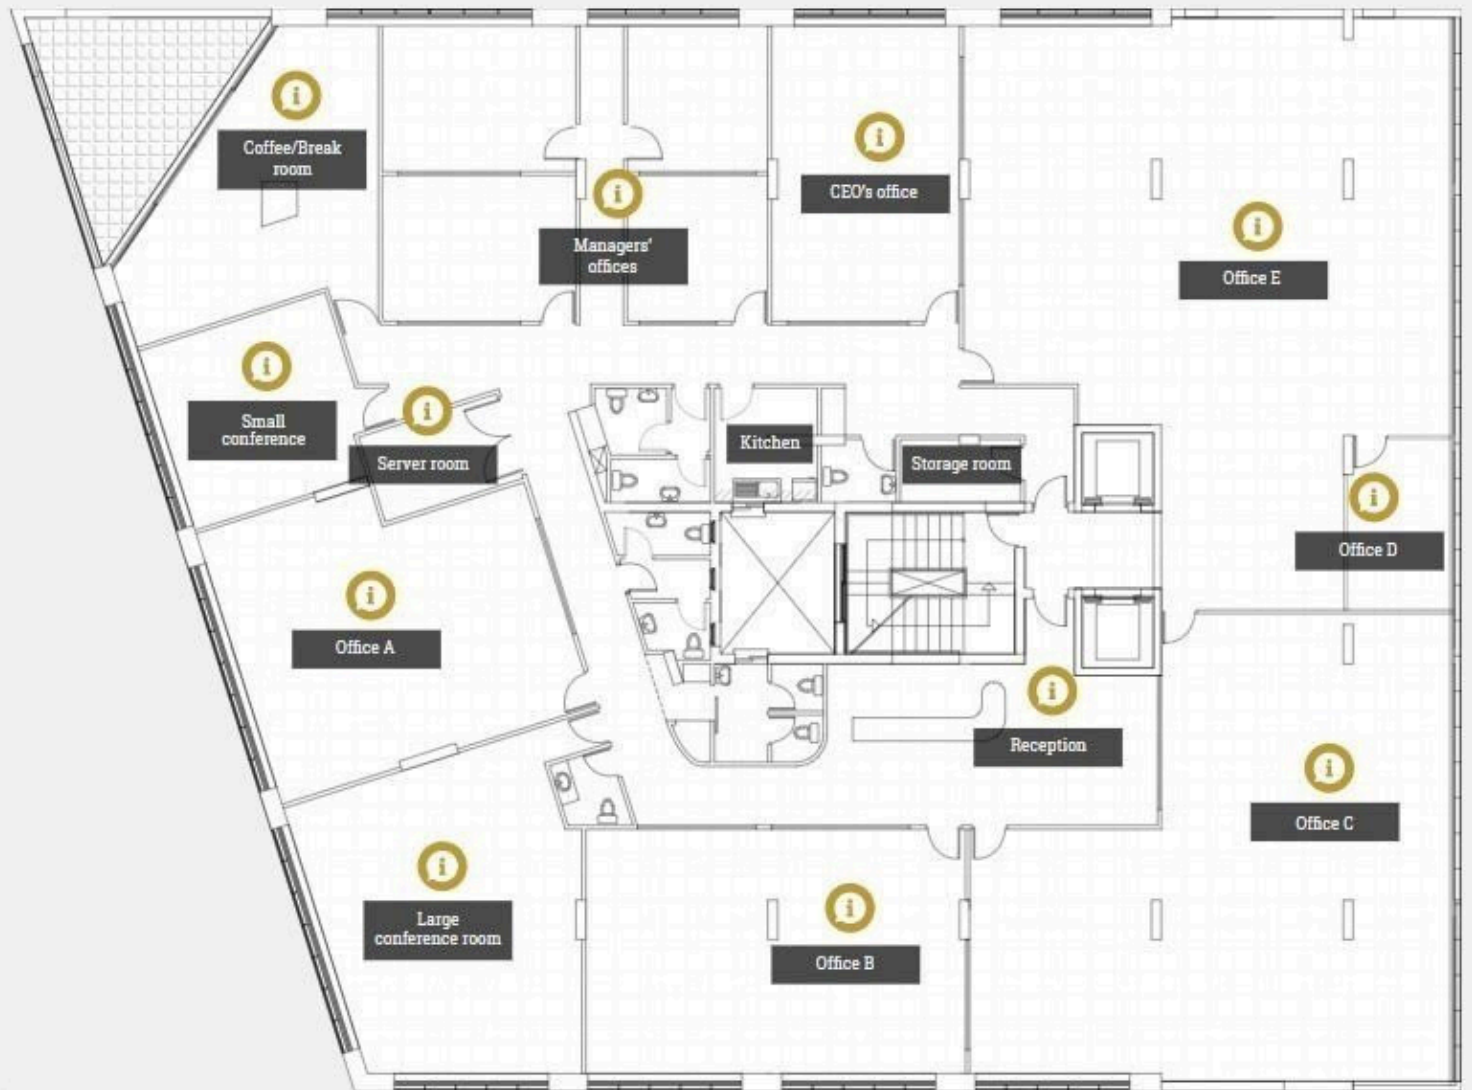 Coffee/Break
room
CEO's office
Managers'
offices
Office E
Small
conference
Server room
Kitchen
Storage room
Office D
Office A
Reception
Office C
Large
conference room
Office B